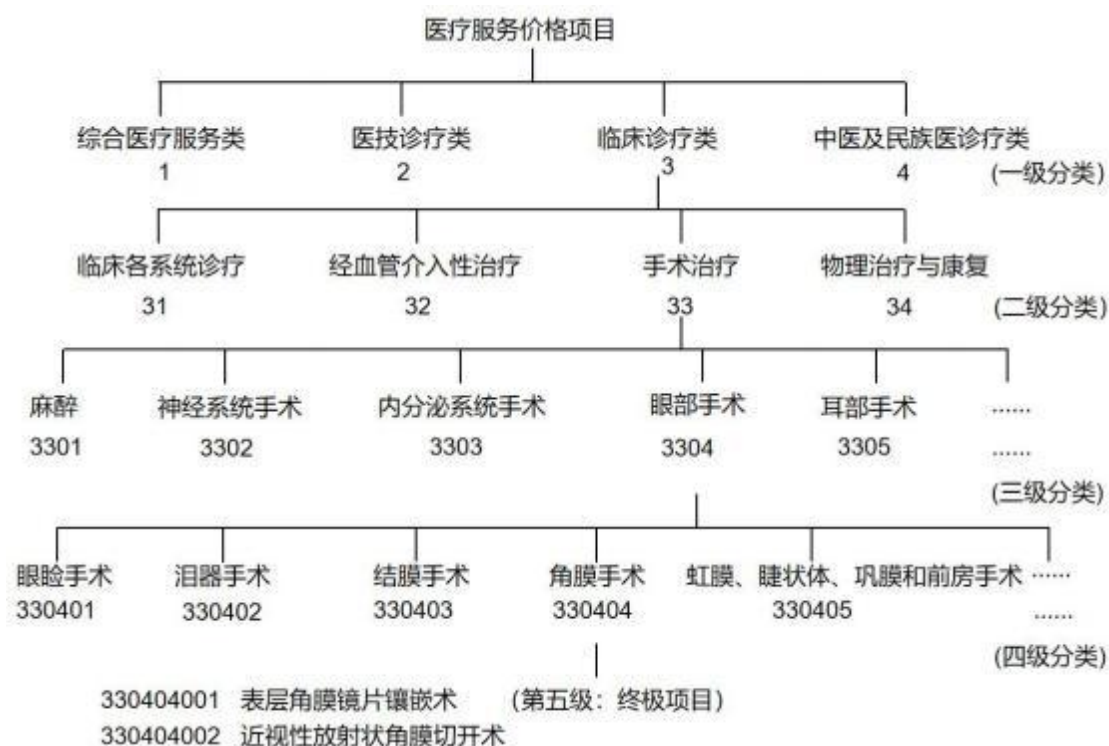 医疗服务价格项目
综合医疗服务类 医技诊疗类 临床诊疗类 中医及民族医诊疗类
1 2 3 4 (一级分类)
临床各系统诊疗 经血管介入性治疗 手术治疗 物理治疗与康复
31 32 33 34 (二级分类)
麻醉 神经系统手术 内分泌系统手术 眼部手术 耳部手术 ......
3301 3302 3303 3304 3305 ......
(三级分类)
眼睑手术 泪器手术 结膜手术 角膜手术 虹膜、睫状体、巩膜和前房手术 ......
330401 330402 330403 330404 330405 ......
(四级分类)
330404001 表层角膜镜片镶嵌术 (第五级：终极项目)
330404002 近视性放射状角膜切开术